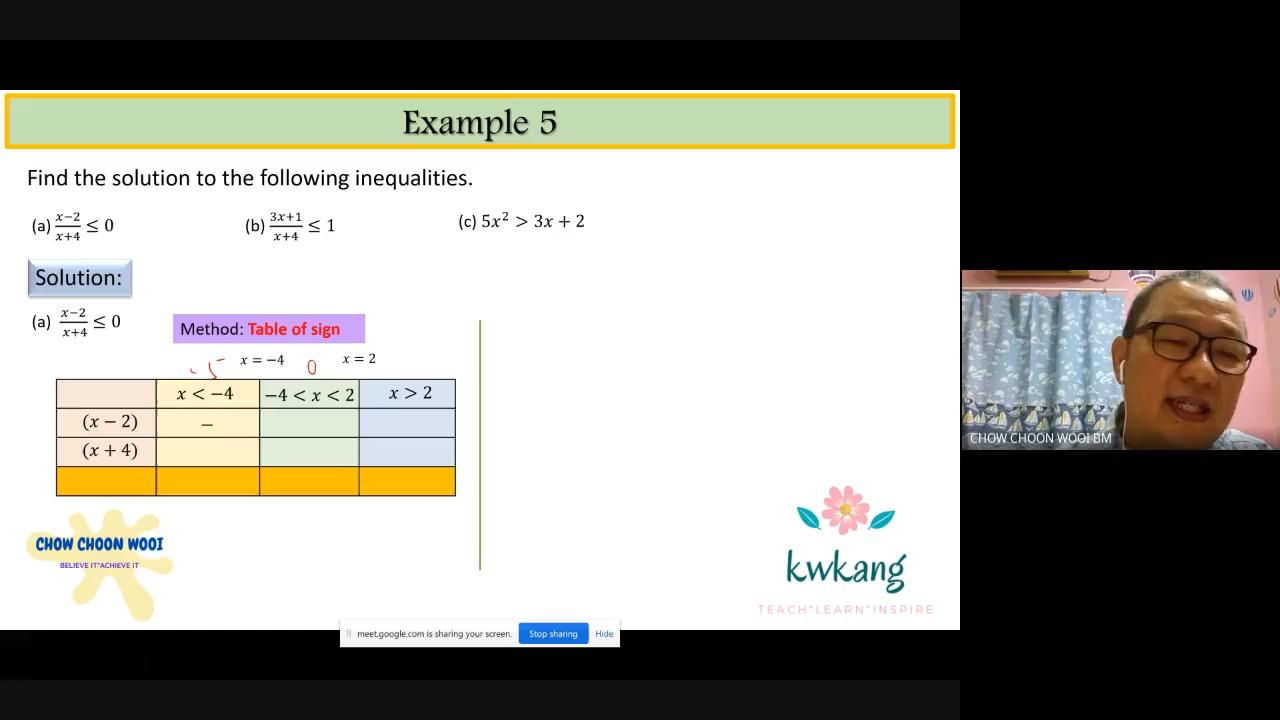 Example 5
Find the solution to the following inequalities.
(a) x−2/x+4 ≤ 0 (b) 3x+1/x+4 ≤ 1 (c) 5x² > 3x + 2
Solution:
(a) x−2/x+4 ≤ 0
Method: Table of sign
-5 x = −4 0 x = 2
x < −4 −4 < x < 2 x > 2
(x − 2) −
(x + 4)
CHOW CHOON WOOI
BELIEVE IT*ACHIEVE IT
kwkang
TEACH*LEARN*INSPIRE
meet.google.com is sharing your screen. Stop sharing Hide
CHOW CHOON WOOI BM